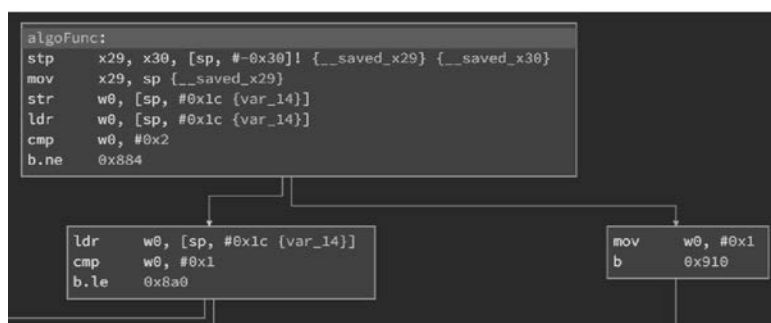 algoFunc:
stp x29, x30, [sp, #-0x30]! {__saved_x29} {__saved_x30}
mov x29, sp {__saved_x29}
str w0, [sp, #0x1c {var_14}]
ldr w0, [sp, #0x1c {var_14}]
cmp w0, #0x2
b.ne 0x884
ldr w0, [sp, #0x1c {var_14}]
cmp w0, #0x1
b.le 0x8a0
mov w0, #0x1
b 0x910